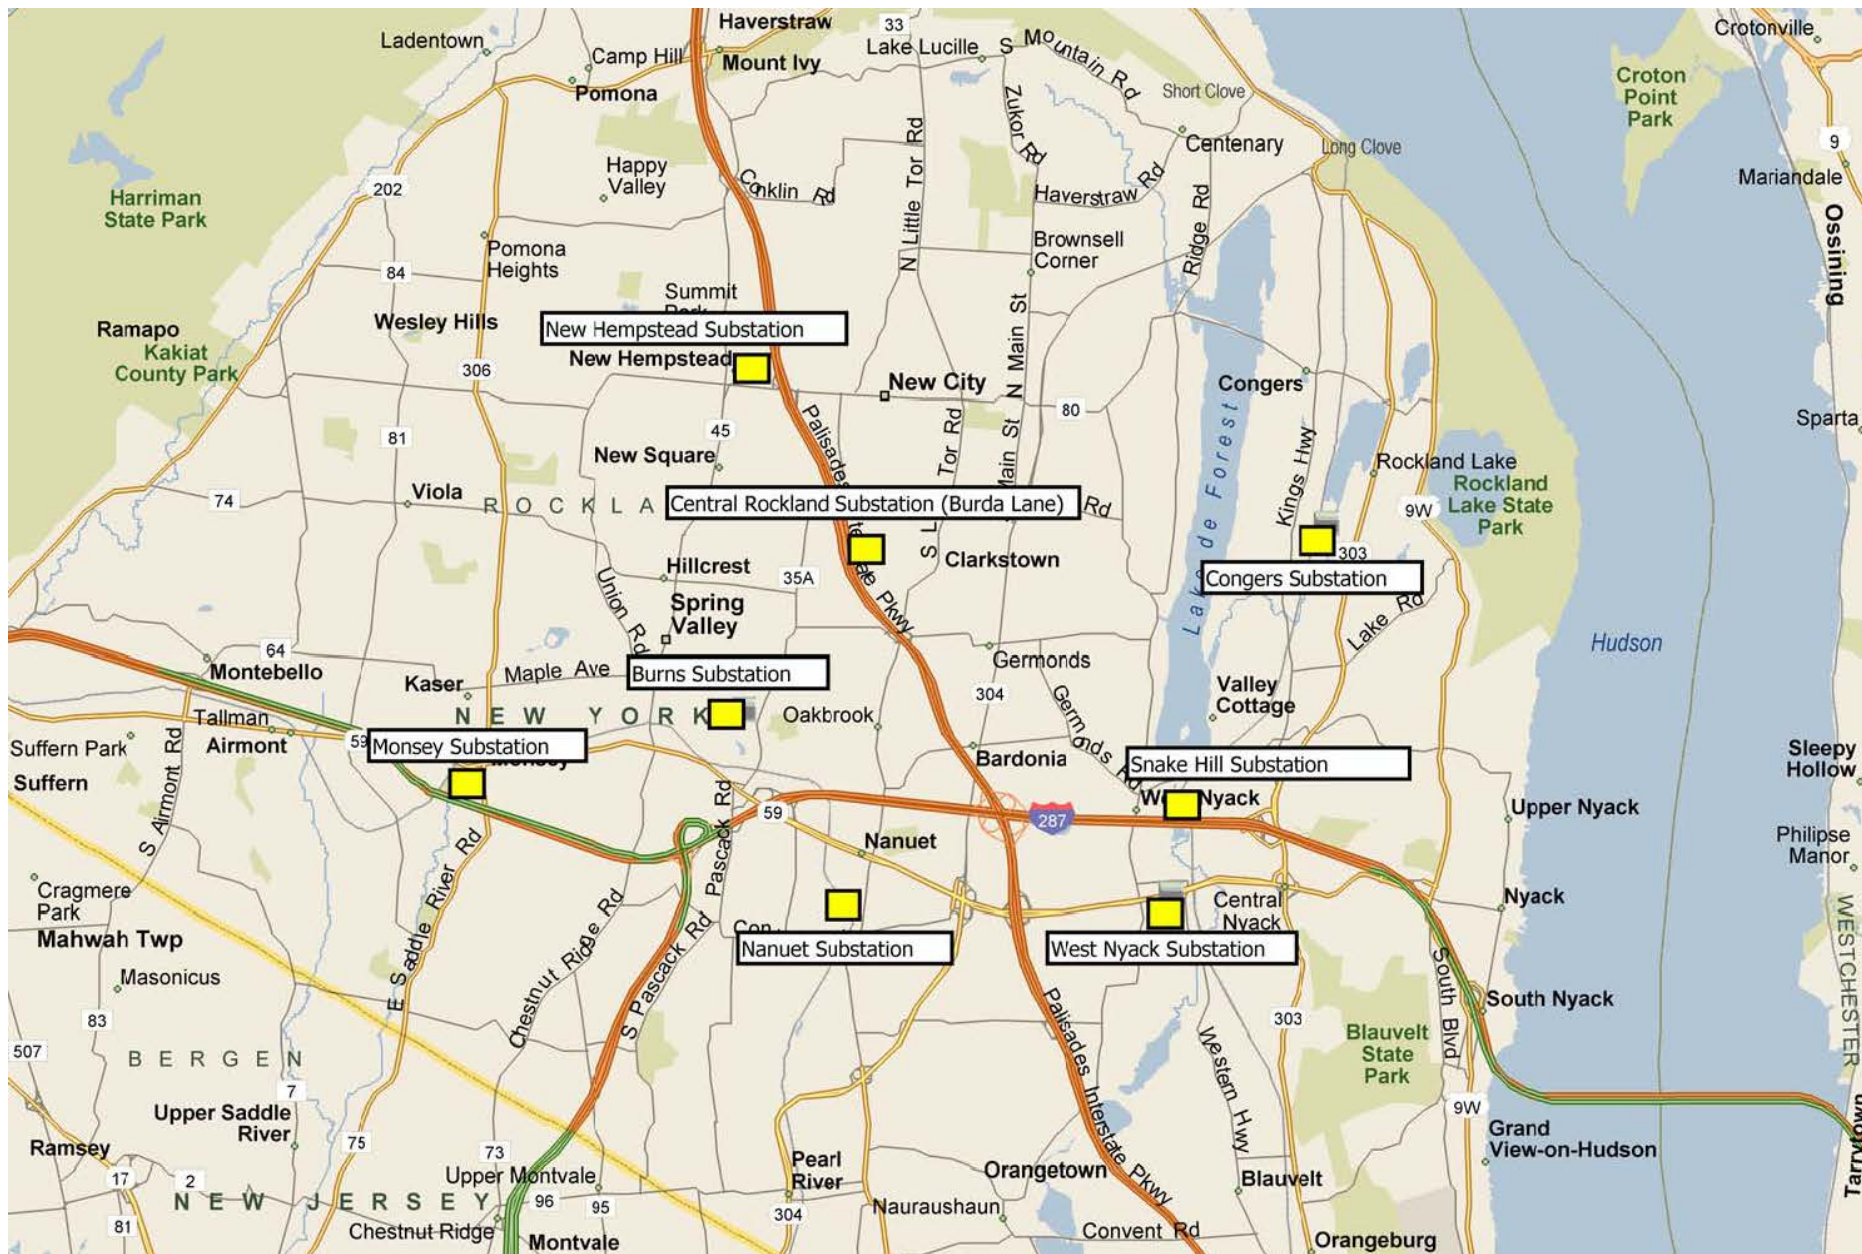 Haverstraw
33
Crotonville
Ladentown
Camp Hill
Lake Lucille
S Mountain Rd
Mount Ivy
Pomona
Zukor Rd
Short Clove
Croton
Point
Park
Happy
Valley
Conklin Rd
N Little Tor Rd
Centenary
Long Clove
9
Mariandale
202
Harriman
State Park
Haverstraw Rd
Ridge Rd
Ossining
Pomona
Heights
Brownsell
Corner
84
Summit
Ramapo
Kakiat
County Park
Wesley Hills
New Hempstead Substation
New Hempstead
N Main St
306
New City
Congers
80
Sparta
81
45
Palisades
Tor Rd
Main St
Lake de Forest
Kings Hwy
New Square
Rockland Lake
Rockland
Lake State
Park
74
Viola
ROCKLA
Central Rockland Substation (Burda Lane)
Rd
9W
S L
Clarkstown
303
Hillcrest
35A
Congers Substation
Union Rd
Spring
Valley
Pkwy
Lake Rd
Hudson
64
Montebello
Maple Ave
Burns Substation
Germonds
Kaser
304
Germonds Rd
Valley
Cottage
NEW YORK
Oakbrook
Tallman
Suffern Park
Airmont
59
Monsey Substation
Monsey
Bardonia
Snake Hill Substation
Sleepy
Hollow
Suffern
S Airmont Rd
Nyack
Upper Nyack
59
287
Nanuet
Pascack Rd
Philipse
Manor
E Saddle River Rd
Cragmere
Park
Chestnut Ridge Rd
Central
Nyack
Nyack
Mahwah Twp
S Pascack Rd
Con
Nanuet Substation
West Nyack Substation
WESTCHESTER
Masonicus
South Blvd
South Nyack
83
Palisades Interstate Pkwy
303
Western Hwy
Blauvelt
State
Park
507
BERGEN
7
9W
Upper Saddle
River
Grand
View-on-Hudson
Ramsey
75
73
Tarrytown
17
2
Upper Montvale
Pearl
River
Orangetown
Blauvelt
NEW JERSEY
96
95
Nauraushaun
81
Chestnut Ridge
Montvale
304
Convent Rd
Orangeburg